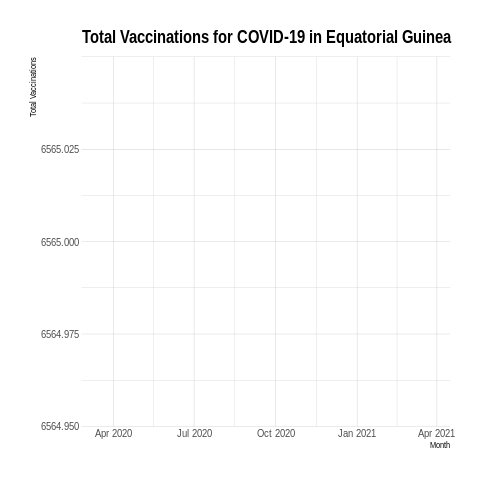 Total Vaccinations for COVID-19 in Equatorial Guinea
Total Vaccinations
6565.025
6565.000
6564.975
6564.950
Apr 2020 Jul 2020 Oct 2020 Jan 2021 Apr 2021
Month